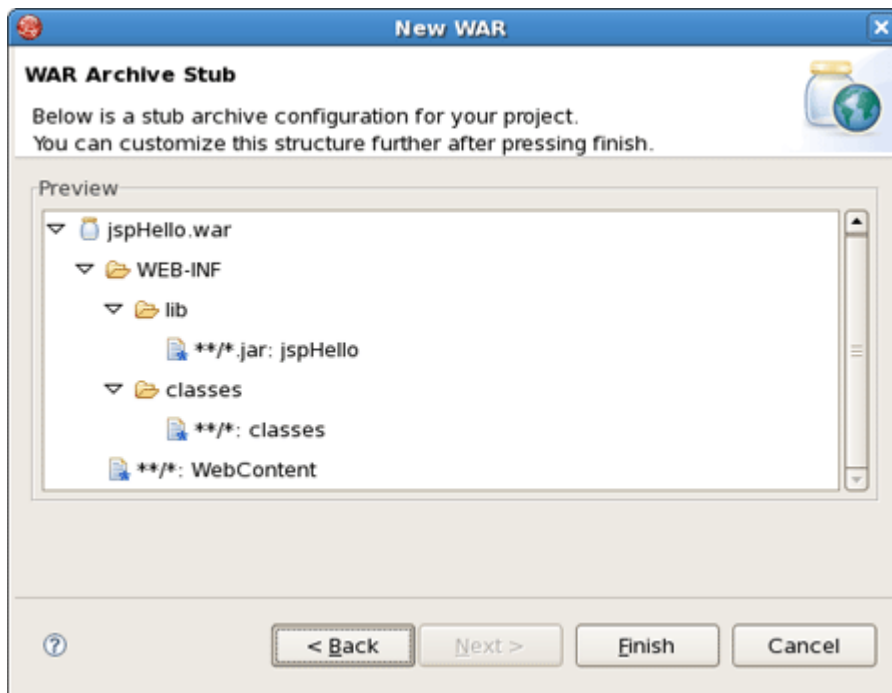 New WAR
WAR Archive Stub
Below is a stub archive configuration for your project.
You can customize this structure further after pressing finish.
Preview
jspHello.war
WEB-INF
lib
**/*.jar: jspHello
classes
**/*: classes
**/*: WebContent
?
< Back
Next >
Finish
Cancel